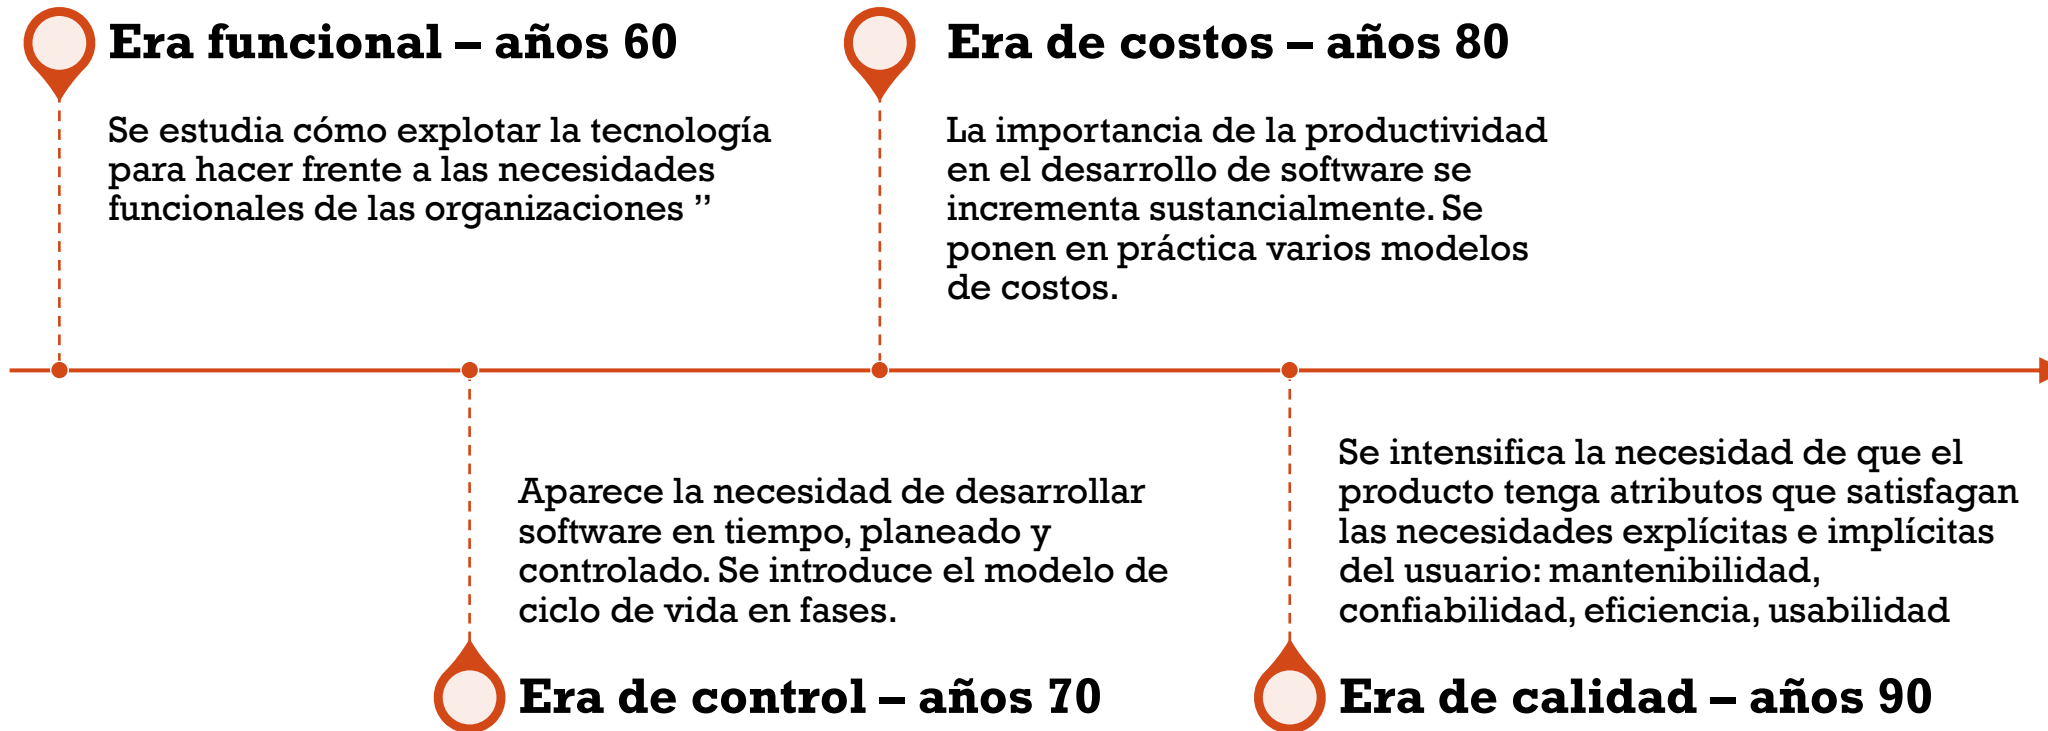 Era funcional – años 60
Se estudia cómo explotar la tecnología
para hacer frente a las necesidades
funcionales de las organizaciones ”
Era de costos – años 80
La importancia de la productividad
en el desarrollo de software se
incrementa sustancialmente. Se
ponen en práctica varios modelos
de costos.
Aparece la necesidad de desarrollar
software en tiempo, planeado y
controlado. Se introduce el modelo de
ciclo de vida en fases.
Era de control – años 70
Se intensifica la necesidad de que el
producto tenga atributos que satisfagan
las necesidades explícitas e implícitas
del usuario: mantenibilidad,
confiabilidad, eficiencia, usabilidad
Era de calidad – años 90